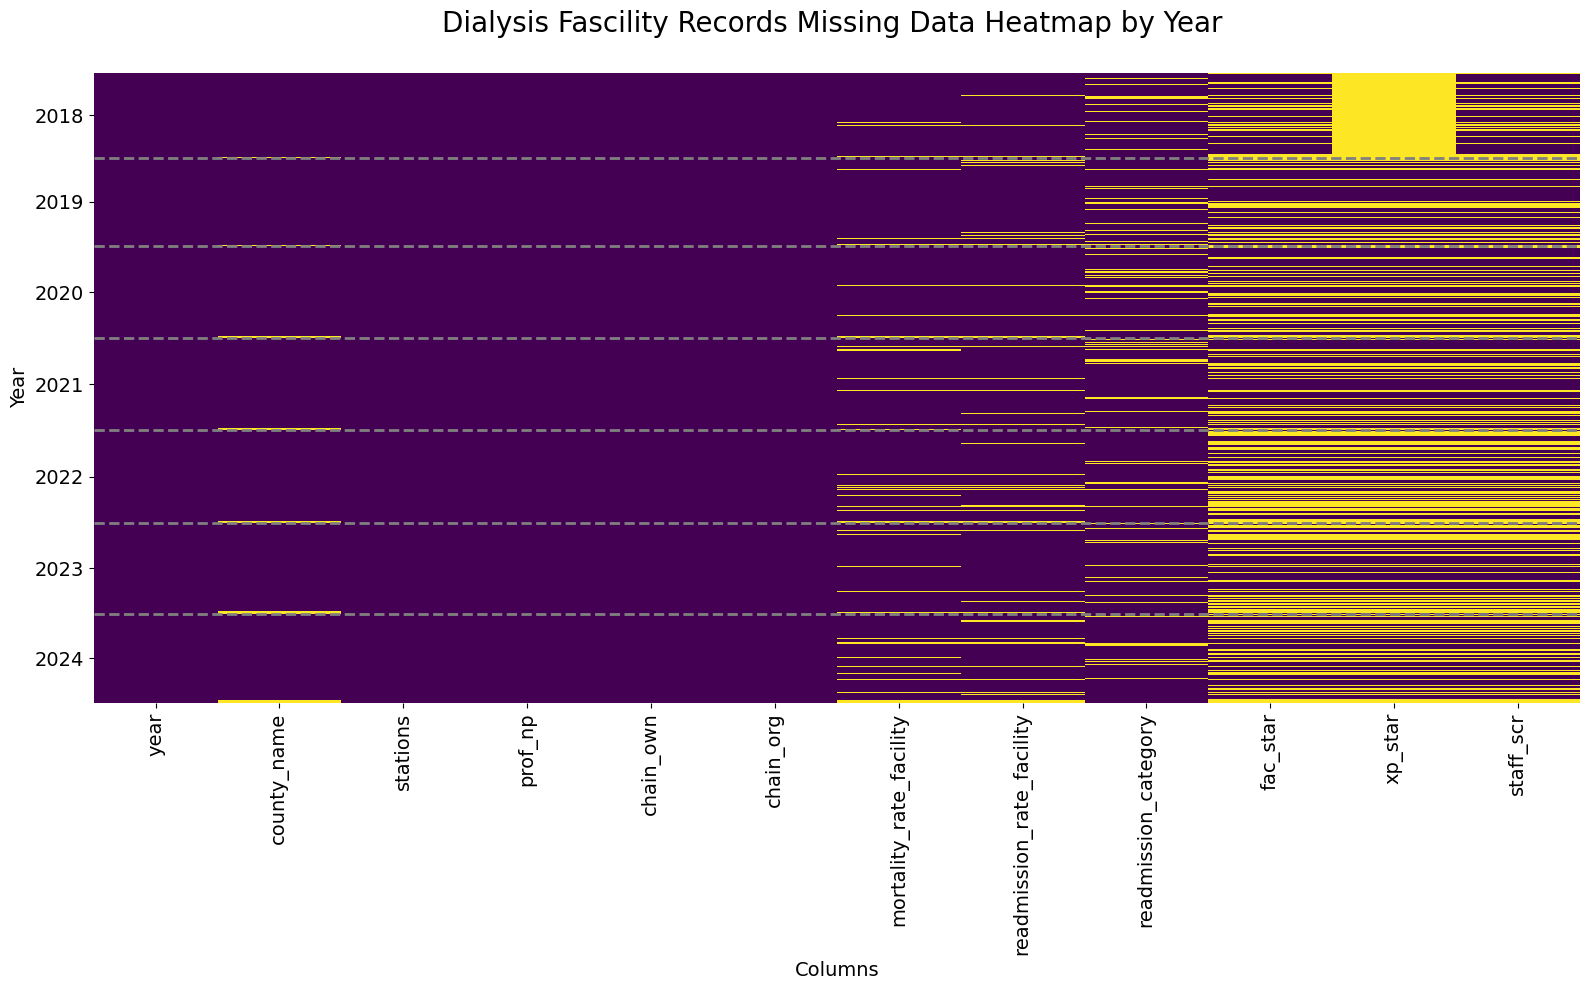 Dialysis Fascility Records Missing Data Heatmap by Year
2018
2019
2020
2021
2022
2023
2024
Year
year
county_name
stations
prof_np
chain_own
chain_org
mortality_rate_facility
readmission_rate_facility
readmission_category
fac_star
xp_star
staff_scr
Columns